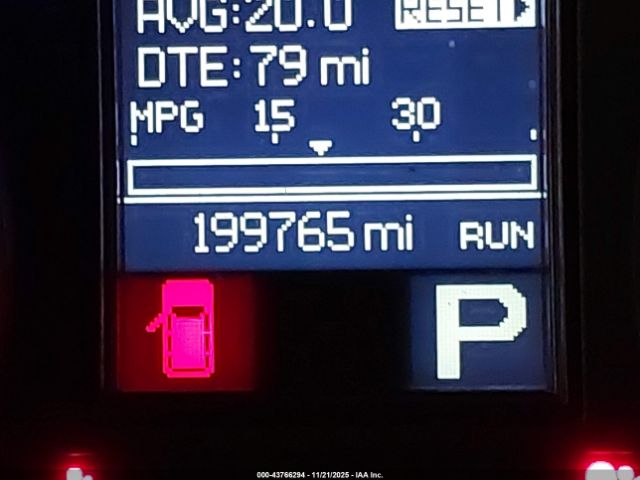 AVG:20.0 RESET
DTE: 79 mi
MPG 15 30
199765 mi RUN
P
000-43766294 - 11/21/2025 - IAA Inc.